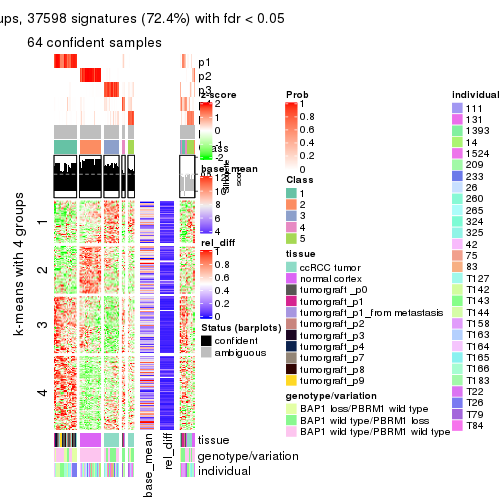 ups, 37598 signatures (72.4%) with fdr < 0.05
64 confident samples
p1
p2
p3
z-score
2
1
0
-1
-2
base_mean
12
10
8
6
4
rel_diff
1
0.8
0.6
0.4
0.2
0
Status (barplots)
confident
ambiguous
Silhouette
score
k-means with 4 groups
1
2
3
4
base_mean
rel_diff
tissue
genotype/variation
individual
Prob
1
0.8
0.6
0.4
0.2
0
Class
1
2
3
4
5
tissue
ccRCC tumor
normal cortex
tumorgraft_p0
tumorgraft_p1
tumorgraft_p1_from metastasis
tumorgraft_p2
tumorgraft_p3
tumorgraft_p4
tumorgraft_p7
tumorgraft_p8
tumorgraft_p9
genotype/variation
BAP1 loss/PBRM1 wild type
BAP1 wild type/PBRM1 loss
BAP1 wild type/PBRM1 wild type
individual
111
131
1393
14
1524
209
233
26
260
265
324
325
42
75
83
T127
T142
T143
T144
T158
T163
T164
T165
T166
T183
T22
T26
T79
T84